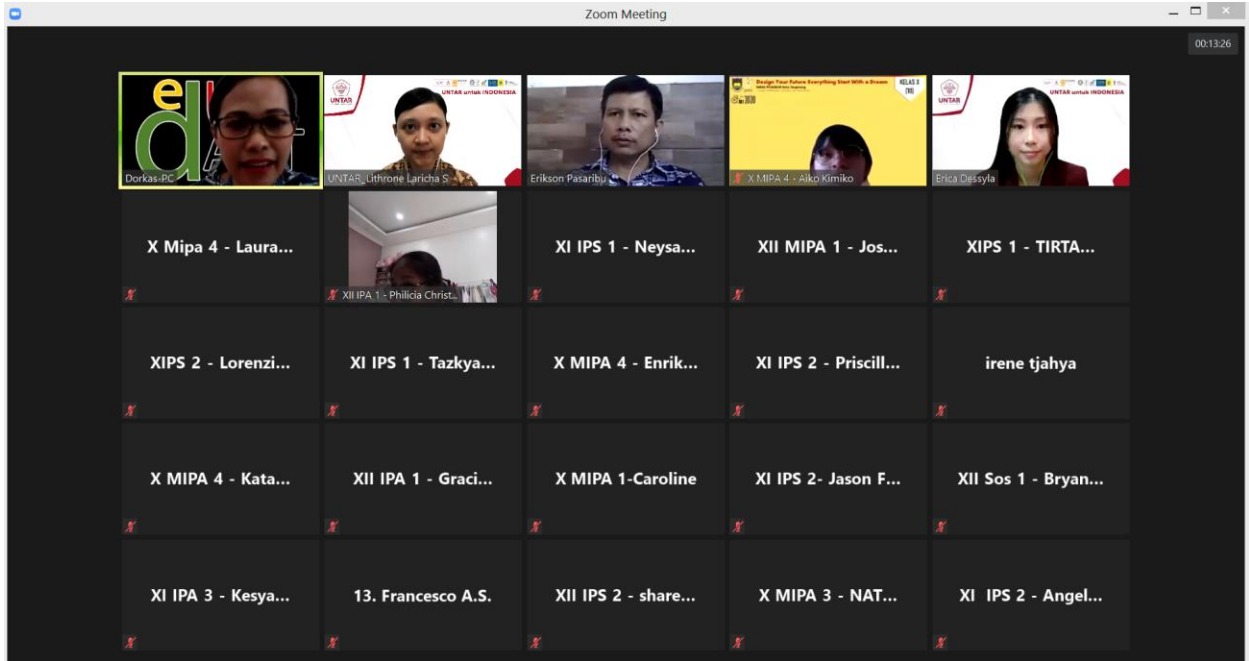 Zoom Meeting
00:13:26
Dorkas-PC
UNTAR
UNTAR untuk INDONESIA
UNTAR_Lithrone Laricha S
Erikson Pasaribu
Design Your Future Everything Start With a Dream
KELAS X
X MIPA 4 - Aiko Kimiko
UNTAR
UNTAR untuk INDONESIA
Erica Dessyla
X Mipa 4 - Laura...
XII IPA 1 - Philicia Christ...
XI IPS 1 - Neysa...
XII MIPA 1 - Jos...
XIPS 1 - TIRTA...
XIPS 2 - Lorenzi...
XI IPS 1 - Tazkya...
X MIPA 4 - Enrik...
XI IPS 2 - Priscill...
irene tjahya
X MIPA 4 - Kata...
XII IPA 1 - Graci...
X MIPA 1-Caroline
XI IPS 2- Jason F...
XII Sos 1 - Bryan...
XI IPA 3 - Kesya...
13. Francesco A.S.
XII IPS 2 - share...
X MIPA 3 - NAT...
XI IPS 2 - Angel...